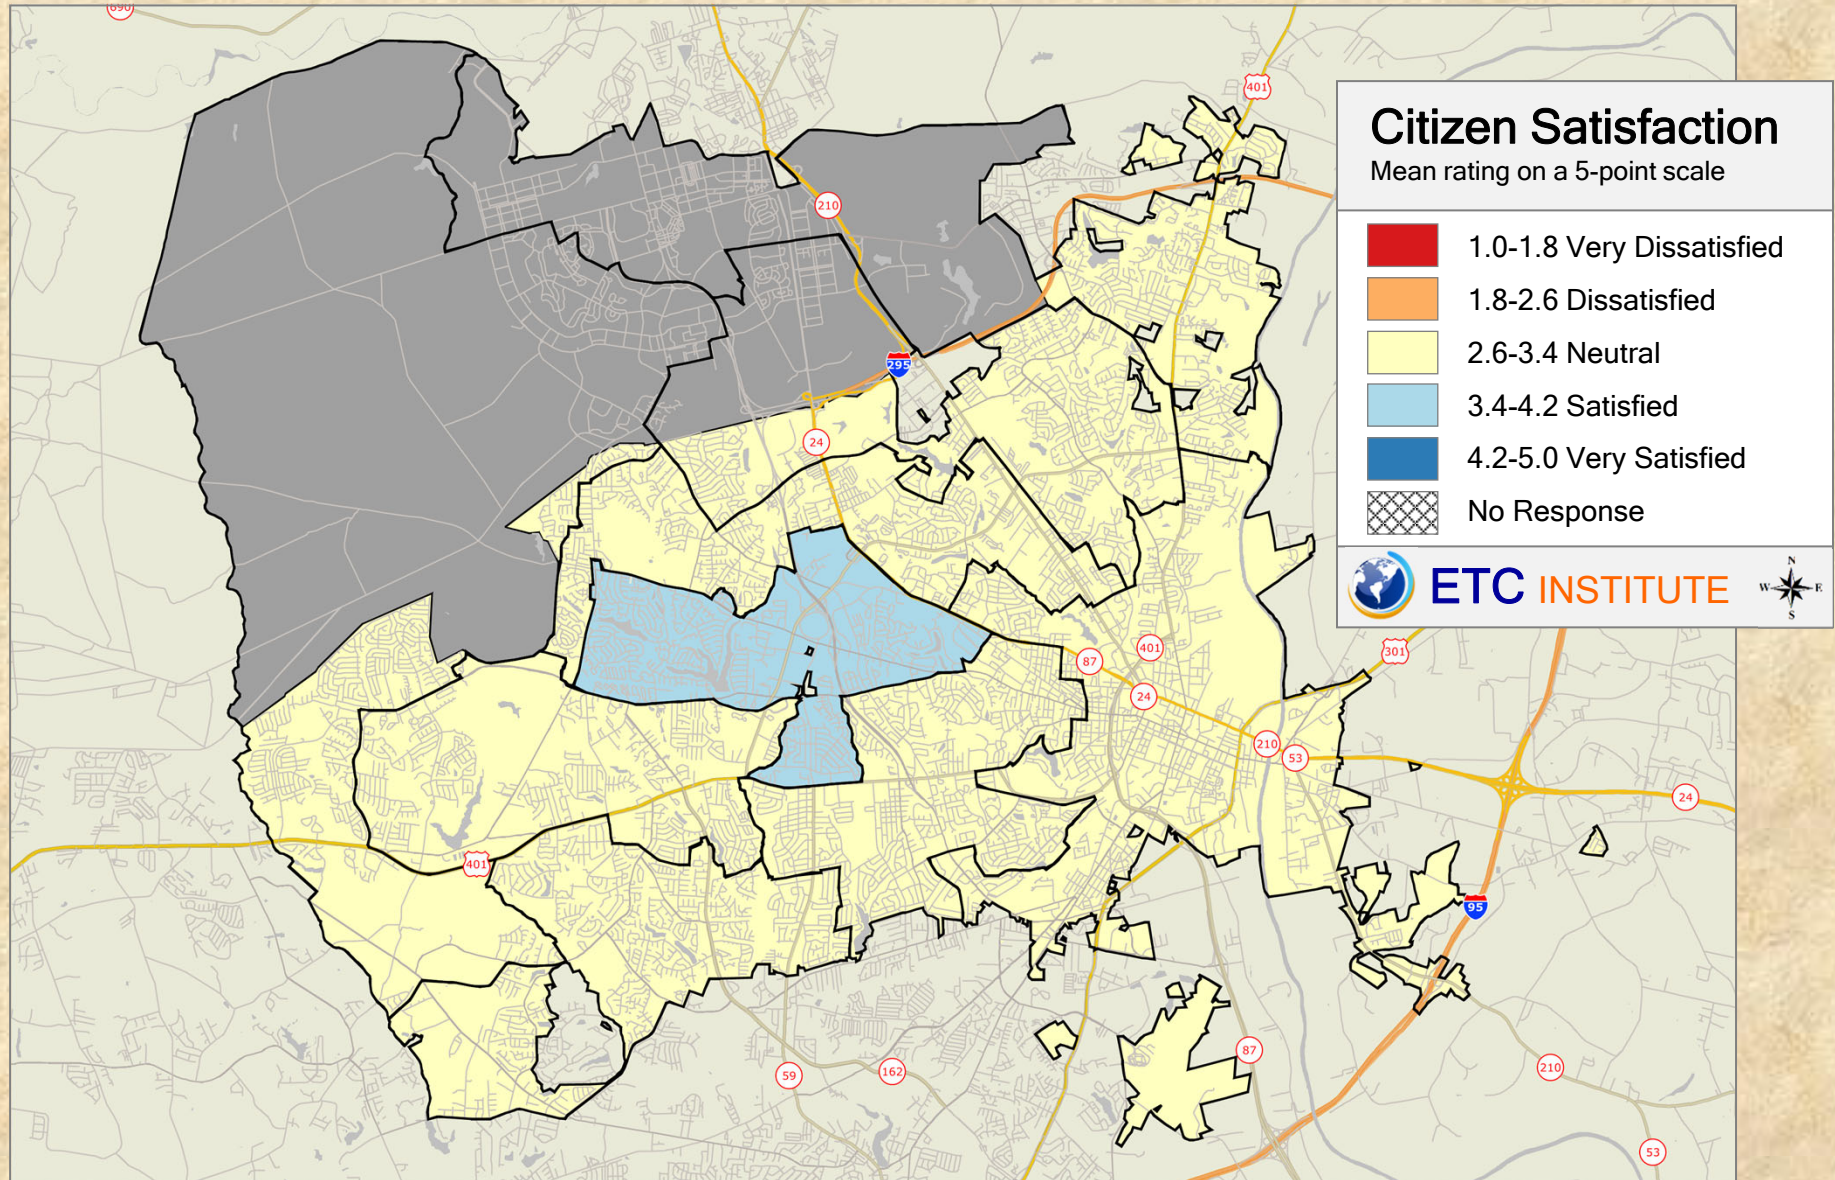 690
401
Citizen Satisfaction
Mean rating on a 5-point scale
210
1.0-1.8 Very Dissatisfied
1.8-2.6 Dissatisfied
2.6-3.4 Neutral
295
3.4-4.2 Satisfied
24
4.2-5.0 Very Satisfied
No Response
ETC INSTITUTE
N
W E
S
401
301
87
24
210
53
24
401
95
87
210
59
162
53